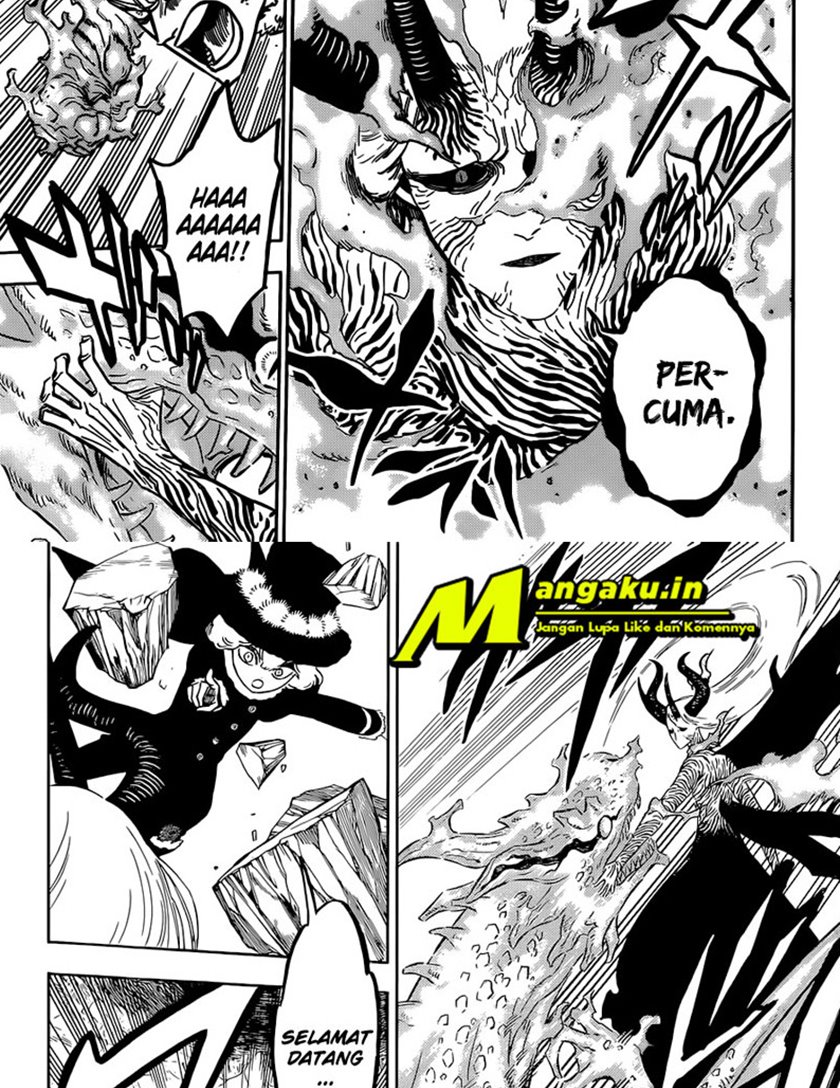 HAAA
AAAAAA
AAA!!
PER-
CUMA.
Mangaku.in
Jangan Lupa Like dan Komennya
SELAMAT
DATANG
...